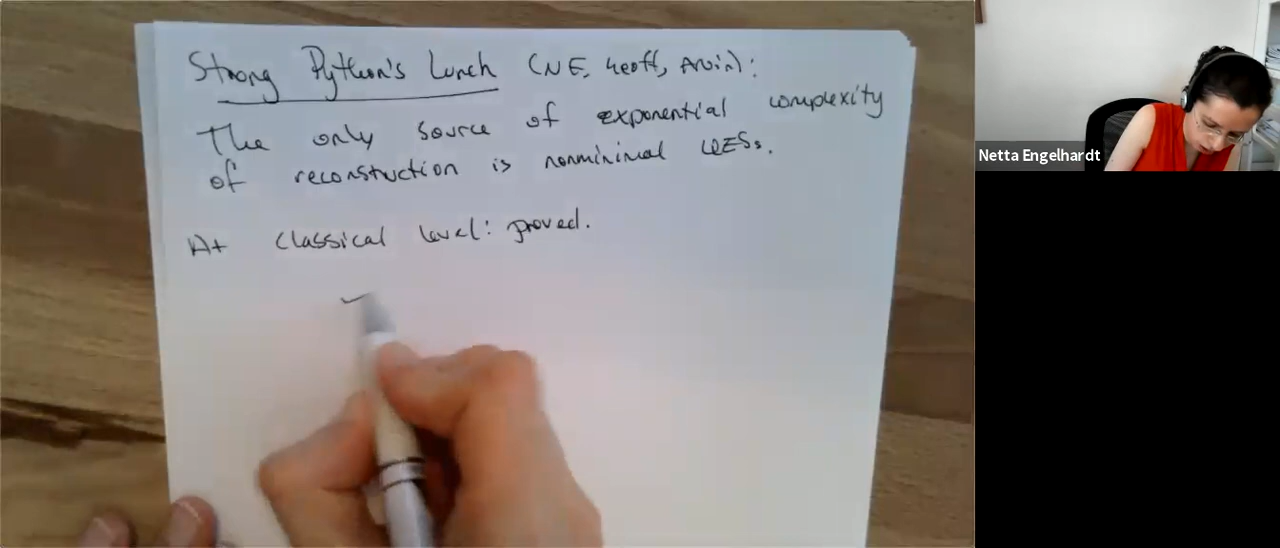 Strong Python's Lunch (NE, Geoff, Arvin):
The only source of exponential complexity
of reconstruction is nonminimal QESs.
At classical level: proved.
Netta Engelhardt